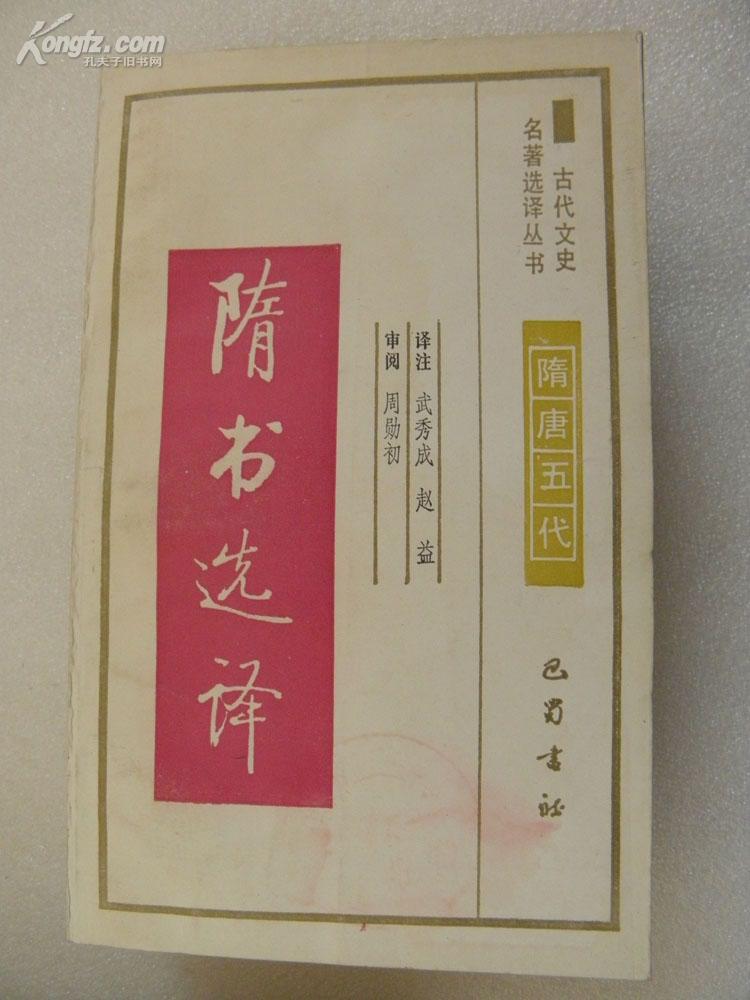 Kongfz.com
孔夫子旧书网
古代文史
名著选译丛书
隋唐五代
巴蜀书社
译注 武秀成 赵益
审阅 周勋初
隋书选译